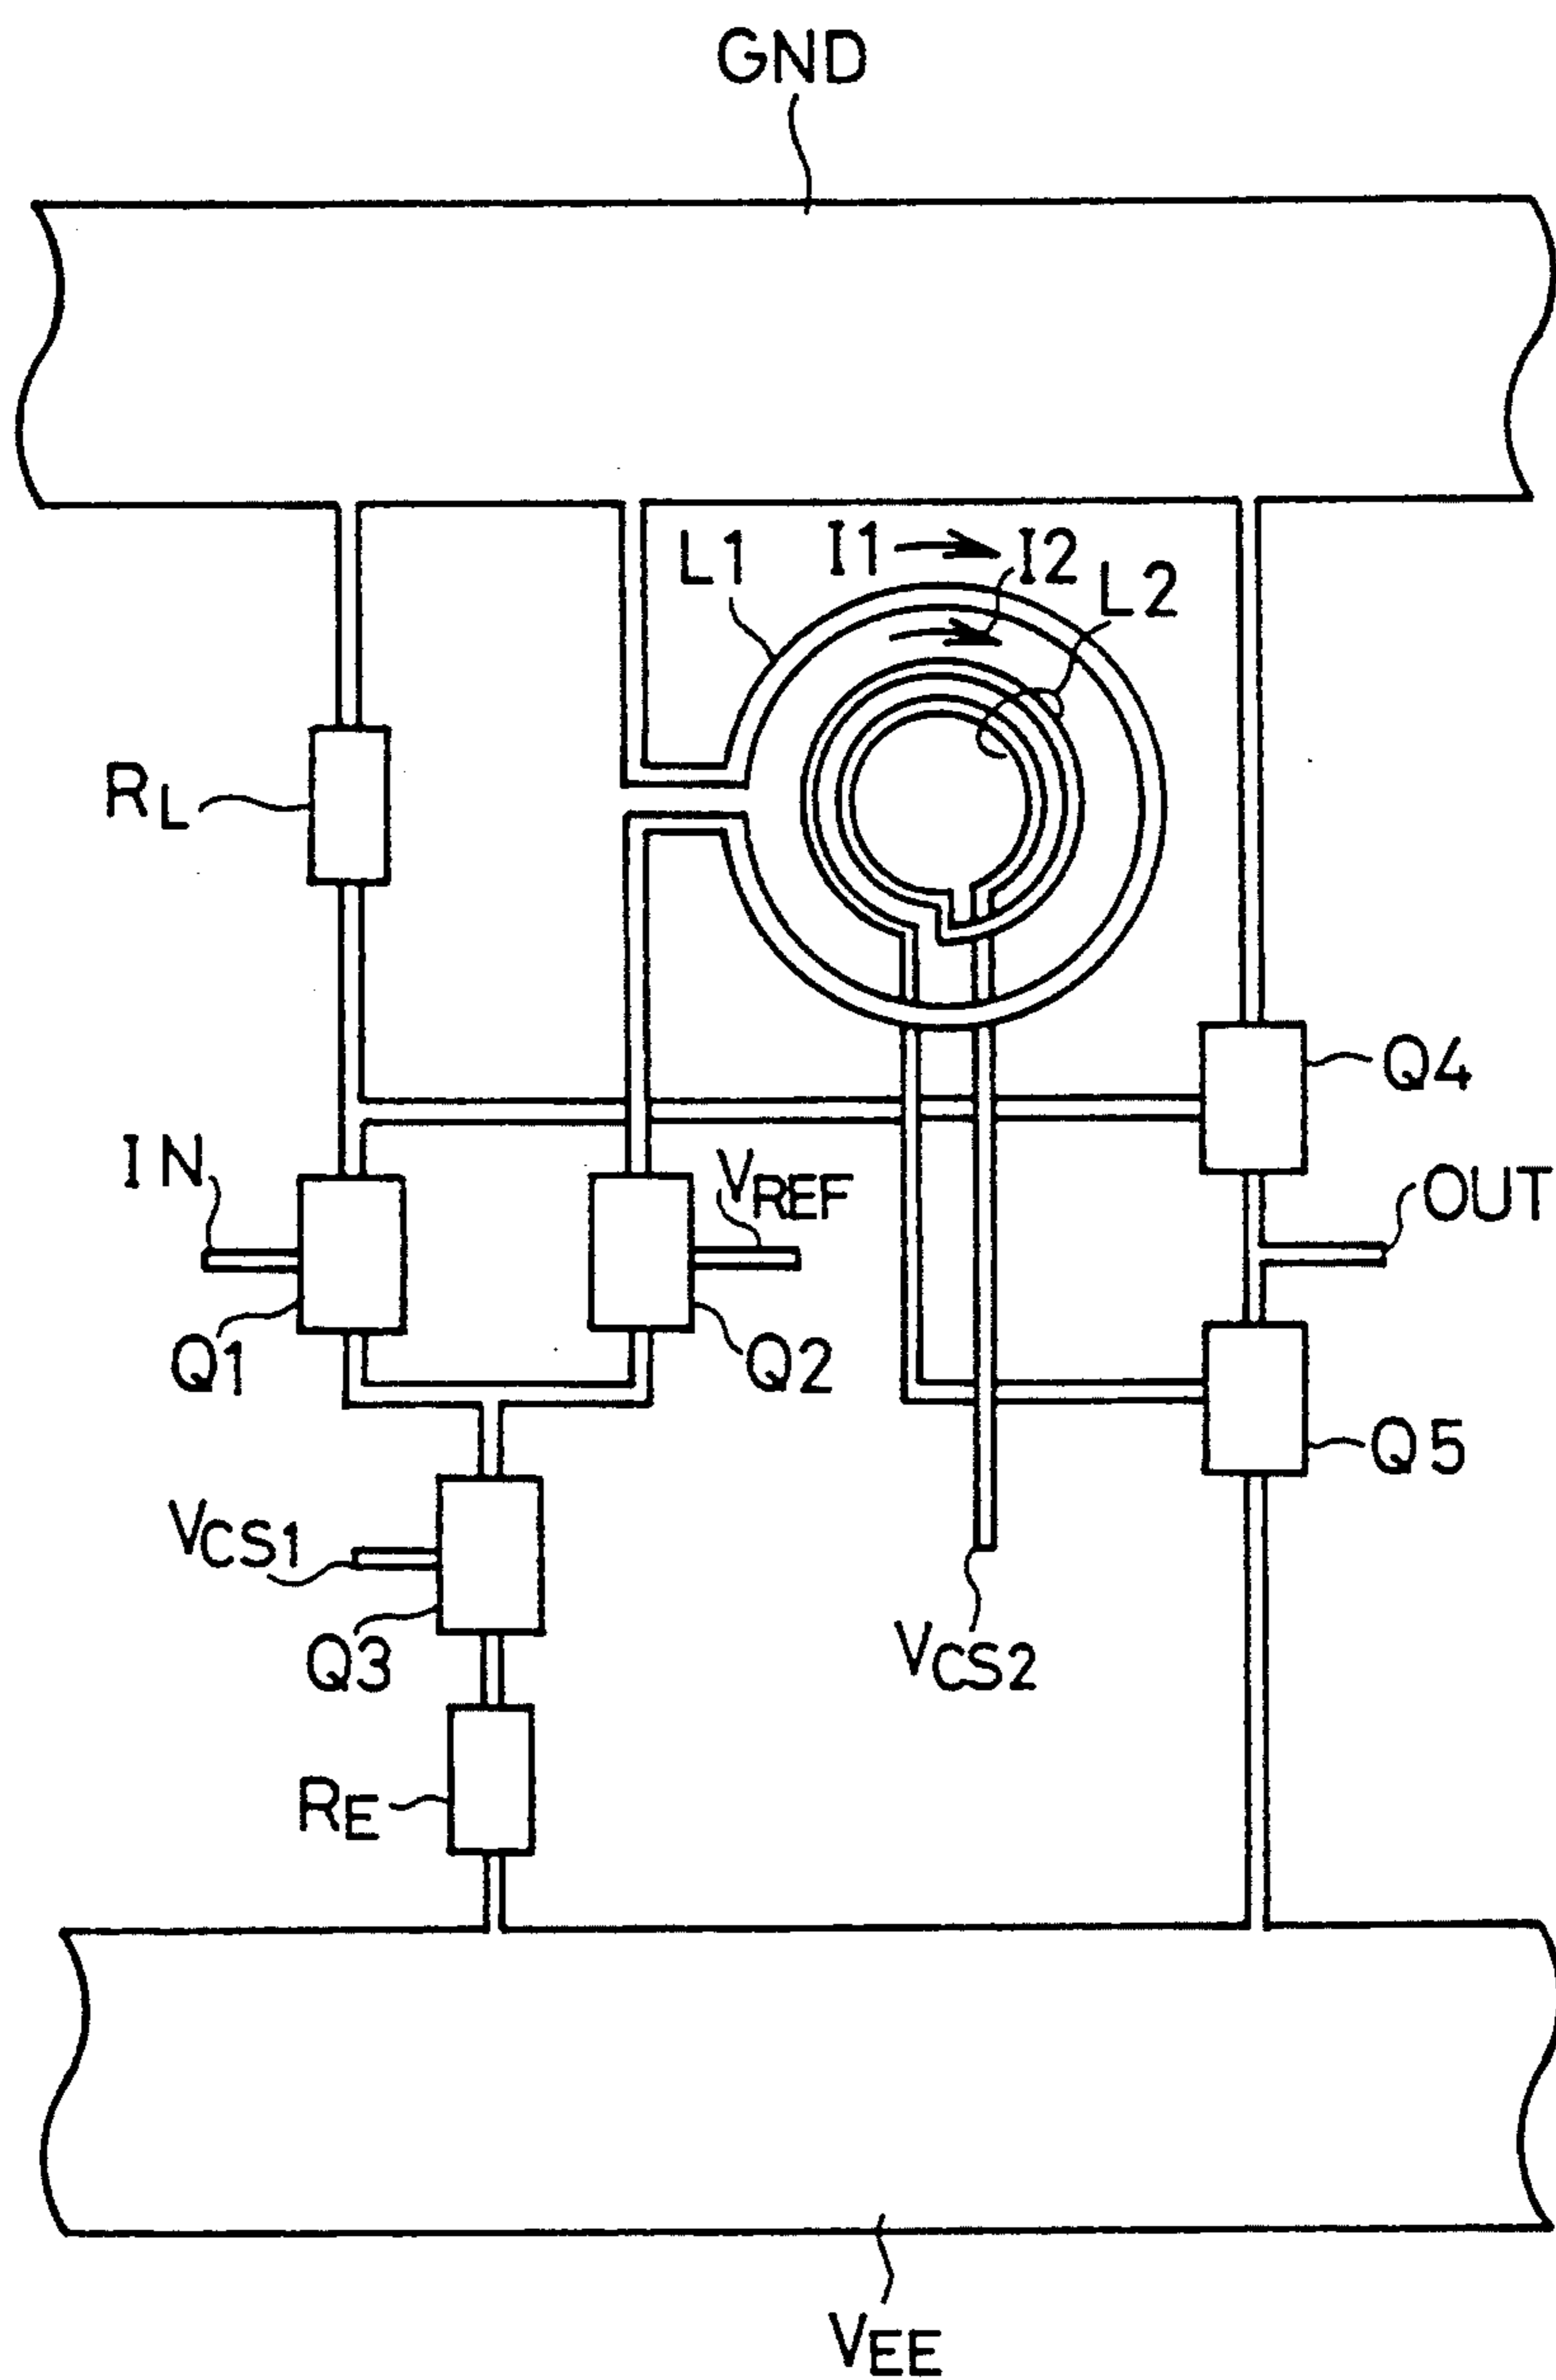 GND
L1
I1
I2
L2
RL
Q4
IN
VREF
OUT
Q1
Q2
Q5
VCS1
Q3
VCS2
RE
VEE